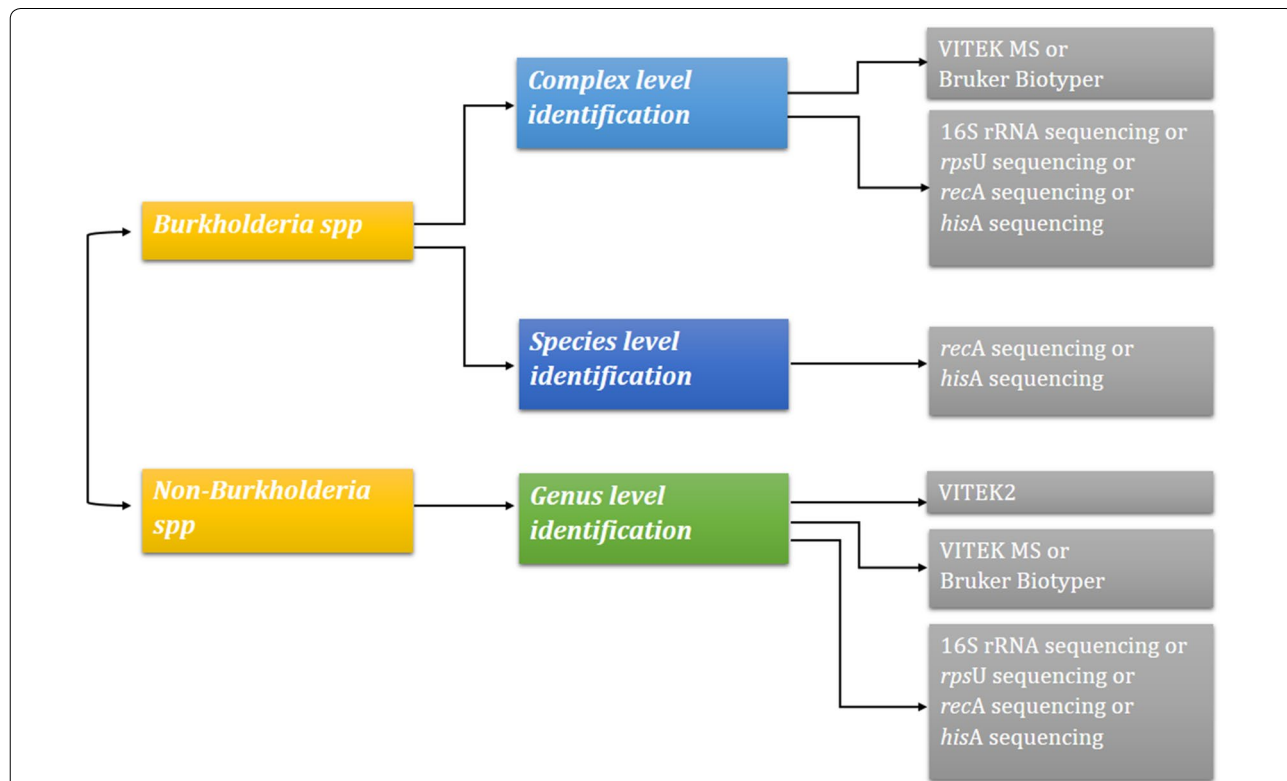 Burkholderia spp
Complex level
identification
VITEK MS or
Bruker Biotyper
16S rRNA sequencing or
rpsU sequencing or
recA sequencing or
hisA sequencing
Species level
identification
recA sequencing or
hisA sequencing
Non-Burkholderia
spp
Genus level
identification
VITEK2
VITEK MS or
Bruker Biotyper
16S rRNA sequencing or
rpsU sequencing or
recA sequencing or
hisA sequencing